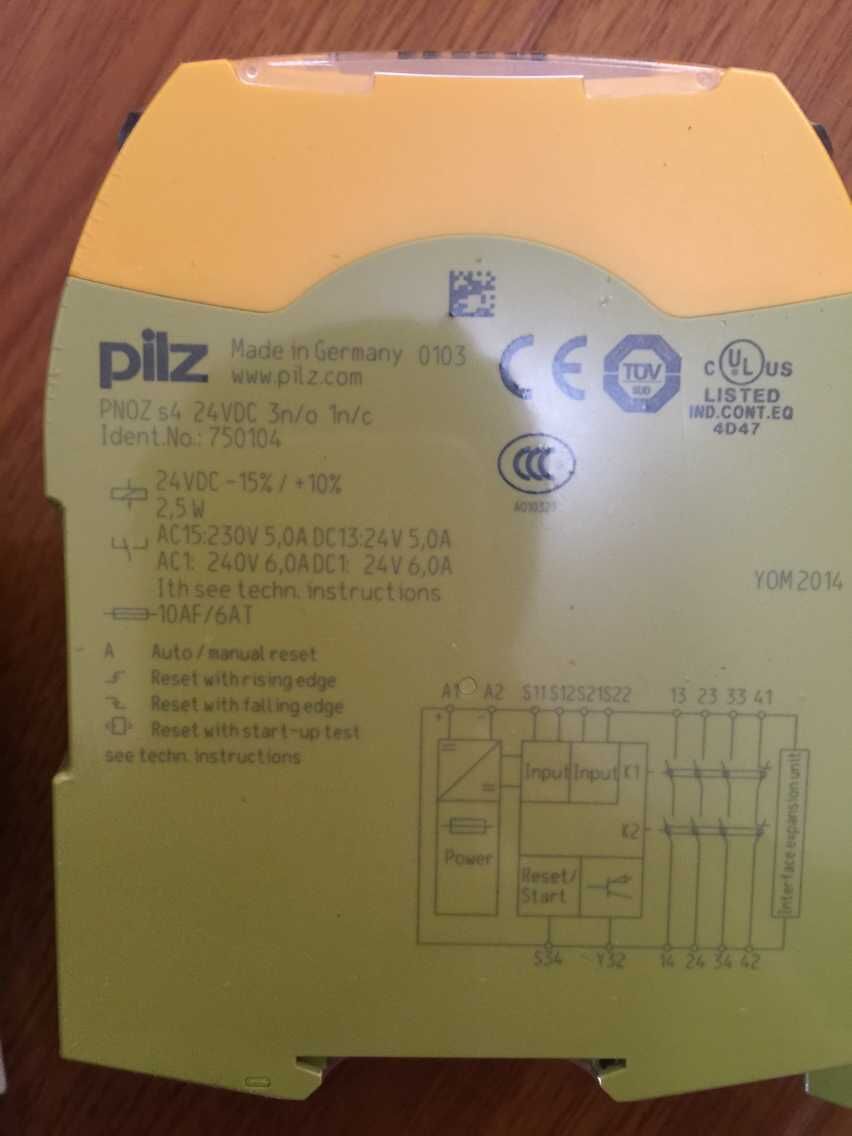 pilz Made in Germany 0103
www.pilz.com
PNOZ s4 24VDC 3n/o 1n/c
Ident.No.: 750104
CE
TÜV
SÜD
C UL US
LISTED
IND.CONT.EQ
4D47
CCC
24VDC -15% / +10%
2,5 W
AC15:230V 5,0A DC13:24V 5,0A
AC1: 240V 6,0A DC1: 24V 6,0A
Ith see techn. instructions
10AF/6AT
YOM 2014
A Auto / manual reset
Reset with rising edge
Reset with falling edge
Reset with start-up test
see techn. instructions
A1 A2 S11 S12 S21 S22 13 23 33 41
+ -
Input Input K1
K2
Power
Reset/
Start
Interface expansion unit
S34 Y32 14 24 34 42